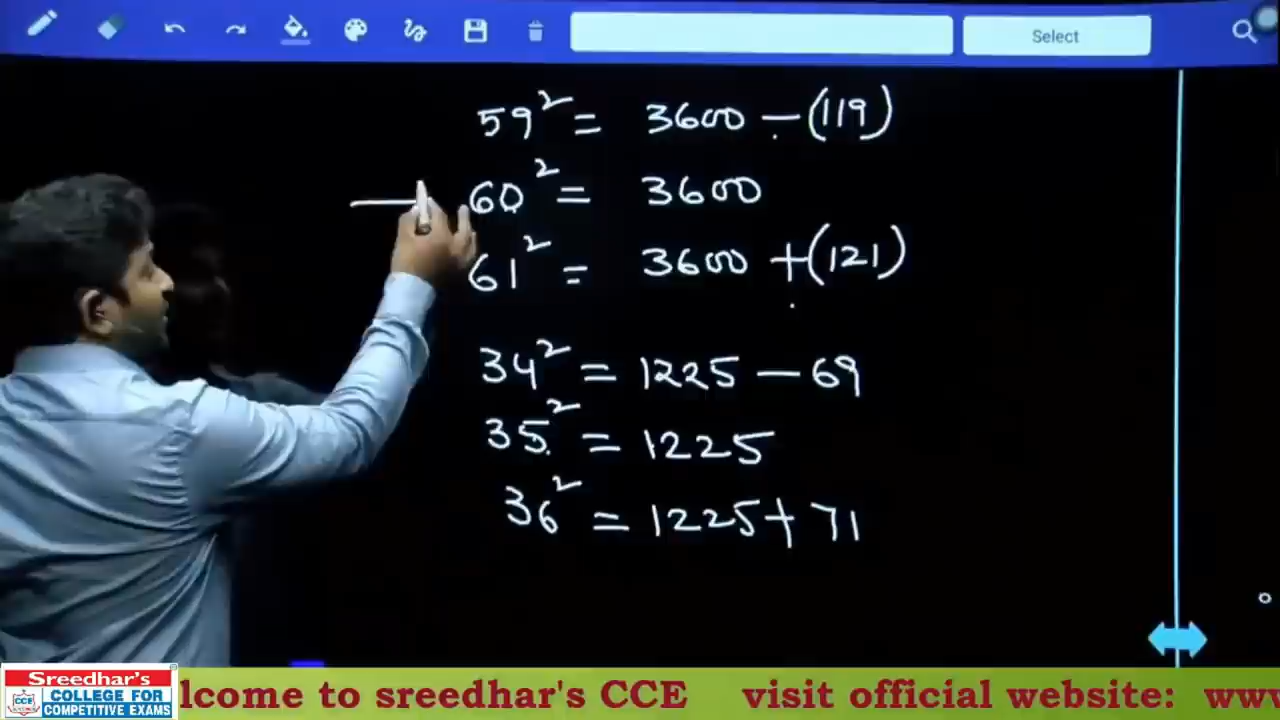 Select
59² = 3600 - (119)
60² = 3600
61² = 3600 + (121)
34² = 1225 - 69
35² = 1225
36² = 1225 + 71
Sreedhar's
CCE
COLLEGE FOR
COMPETITIVE EXAMS
lcome to sreedhar's CCE visit official website: www